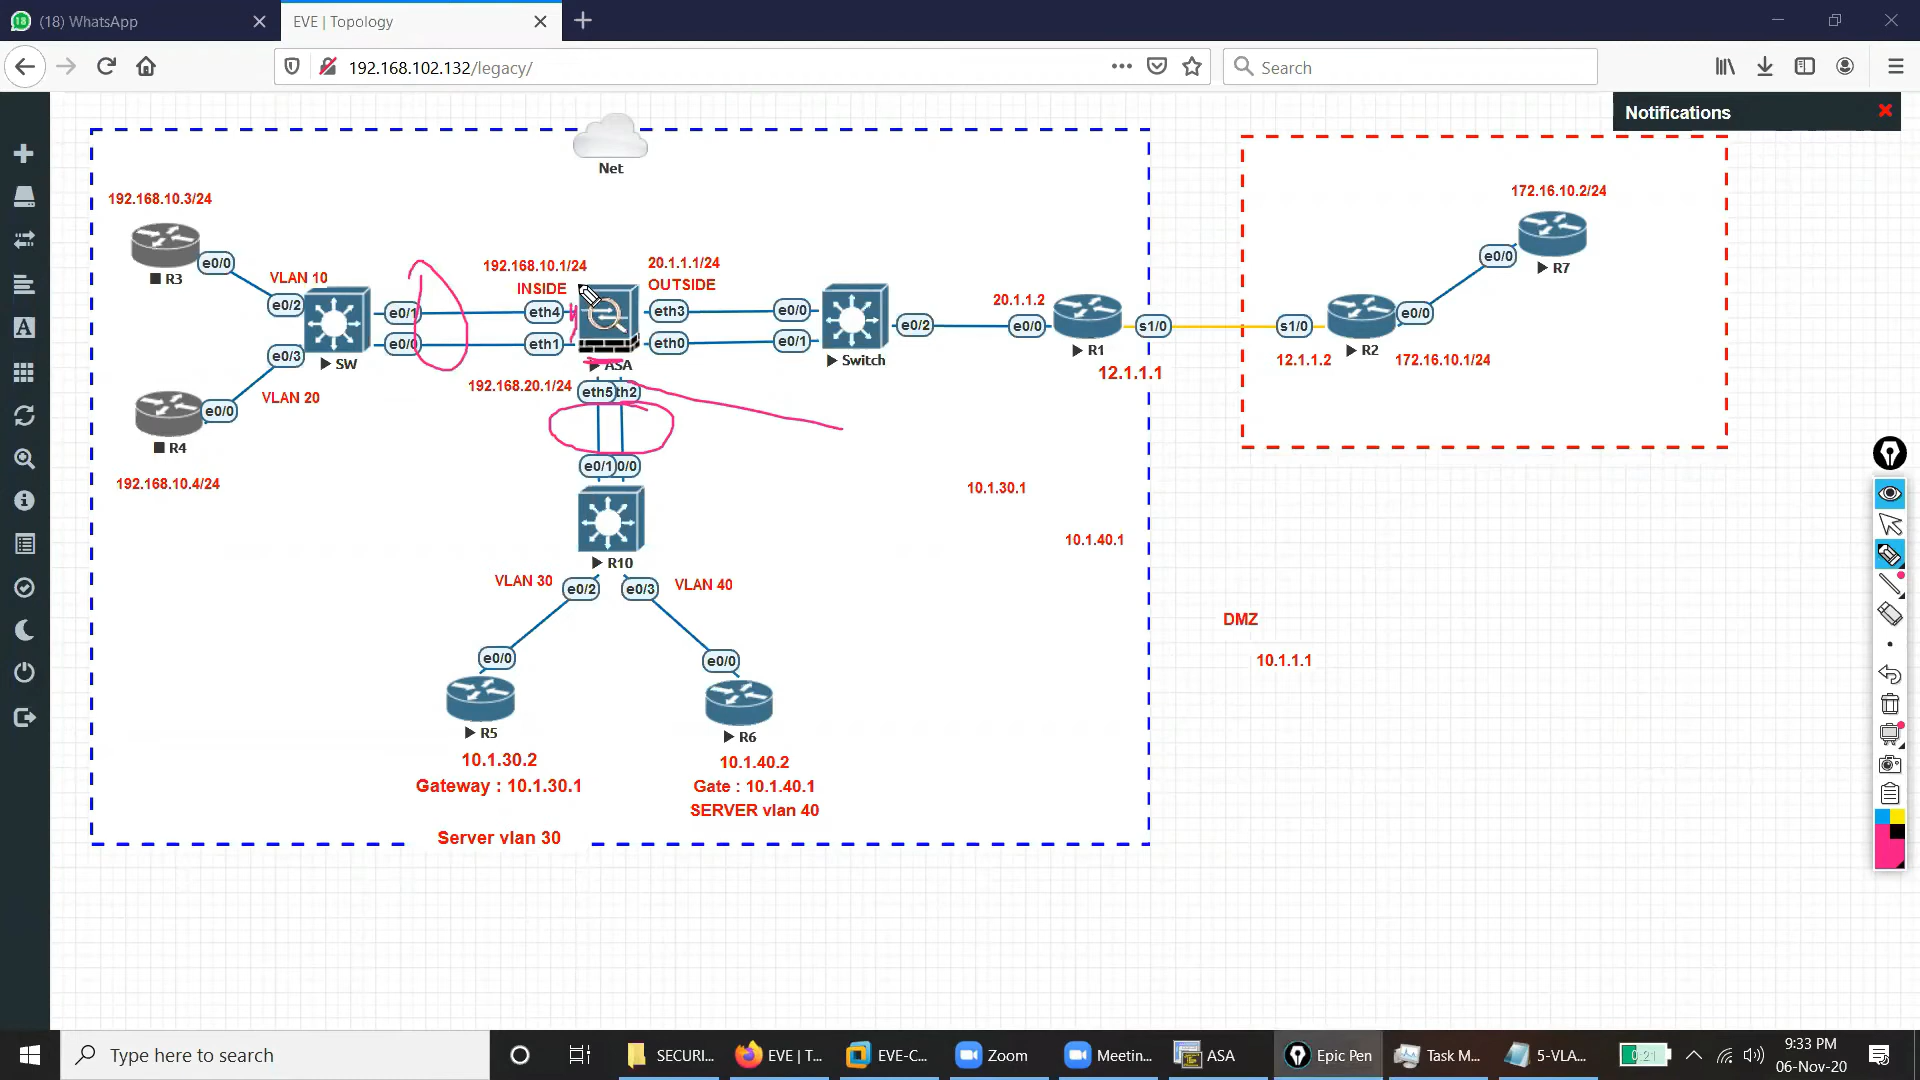 (18) WhatsApp
EVE | Topology
192.168.102.132/legacy/
Search
Notifications
Net
192.168.10.3/24
172.16.10.2/24
R3
e0/0
VLAN 10
e0/2
192.168.10.1/24
INSIDE
20.1.1.1/24
OUTSIDE
e0/0
R7
e0/1
eth4
eth3
e0/0
20.1.1.2
e0/0
e0/1
e0/2
e0/0
s1/0
s1/0
e0/0
e0/3
SW
eth1
eth0
Switch
R1
R2
ASA
12.1.1.1
12.1.1.2
172.16.10.1/24
192.168.20.1/24
eth5
th2
VLAN 20
e0/0
R4
192.168.10.4/24
e0/1
0/0
10.1.30.1
10.1.40.1
R10
VLAN 30
e0/2
e0/3
VLAN 40
DMZ
10.1.1.1
e0/0
e0/0
R5
R6
10.1.30.2
Gateway : 10.1.30.1
10.1.40.2
Gate : 10.1.40.1
SERVER vlan 40
Server vlan 30
Type here to search
SECURI...
EVE | T...
EVE-C...
Zoom
Meetin...
ASA
Epic Pen
Task M...
5-VLA...
0:21
9:33 PM
06-Nov-20